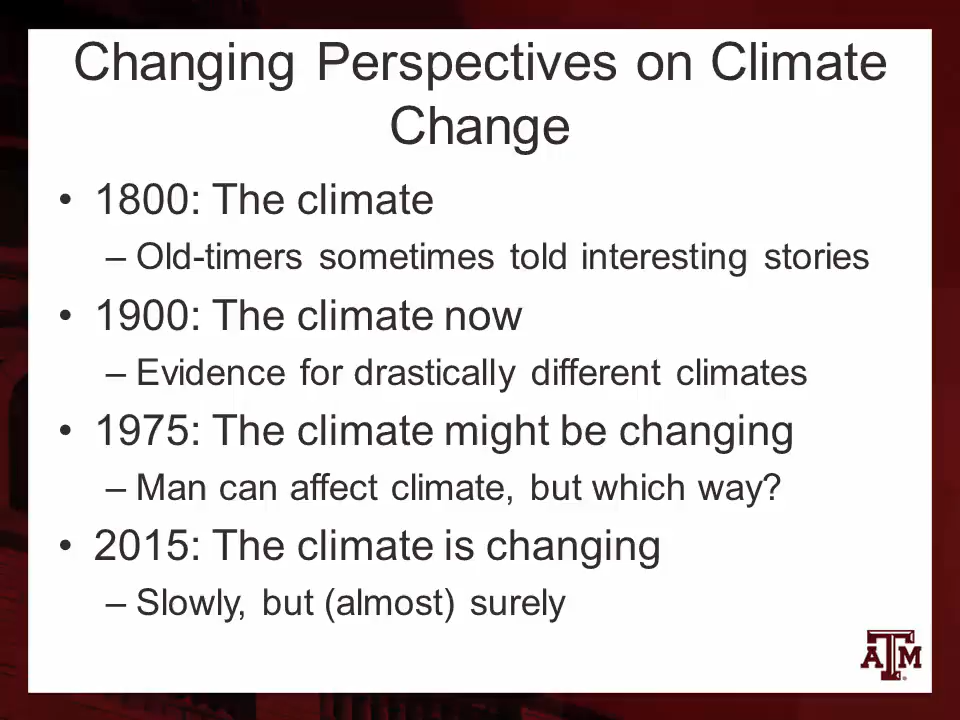 Changing Perspectives on Climate
Change
• 1800: The climate
– Old-timers sometimes told interesting stories
• 1900: The climate now
– Evidence for drastically different climates
• 1975: The climate might be changing
– Man can affect climate, but which way?
• 2015: The climate is changing
– Slowly, but (almost) surely
ATM